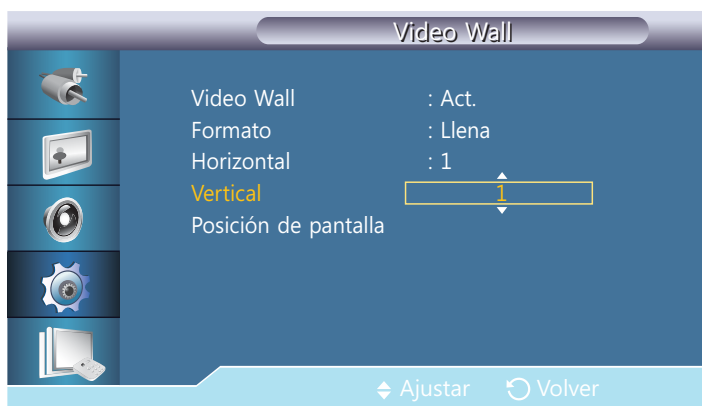 Video Wall
Video Wall : Act.
Formato : Llena
Horizontal : 1
Vertical 1
Posición de pantalla
Ajustar Volver